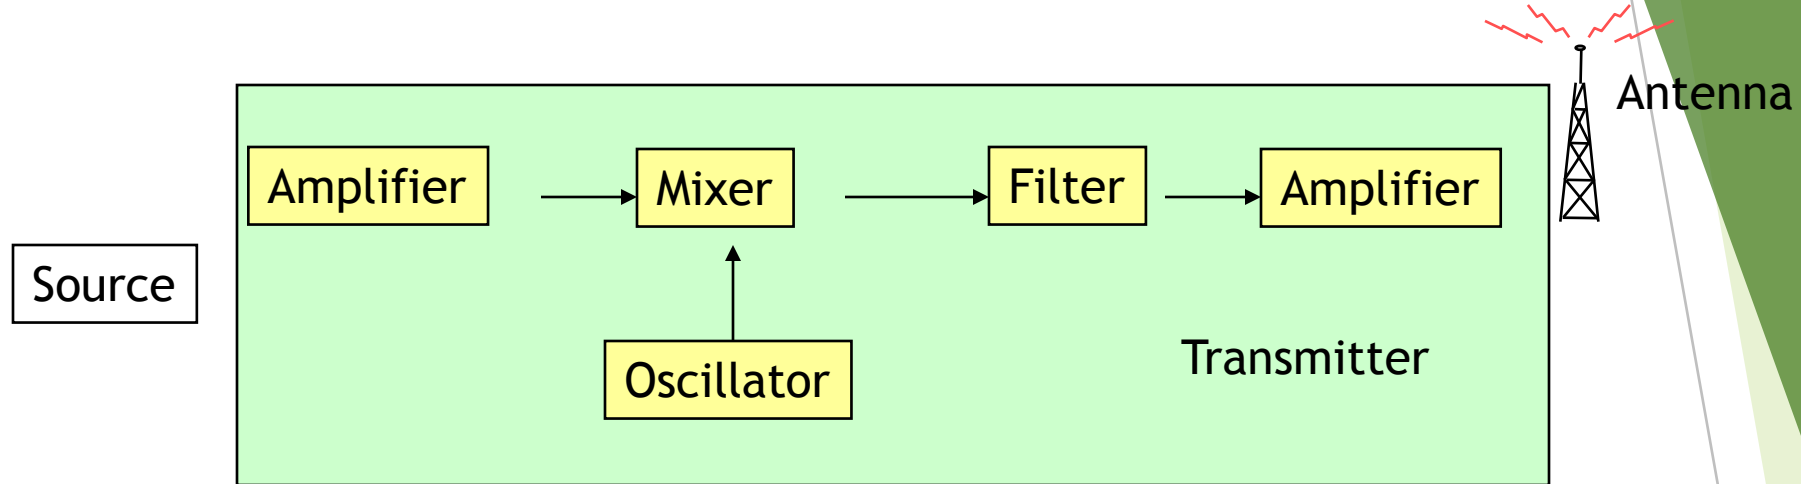 Antenna
Amplifier
Mixer
Filter
Amplifier
Source
Transmitter
Oscillator